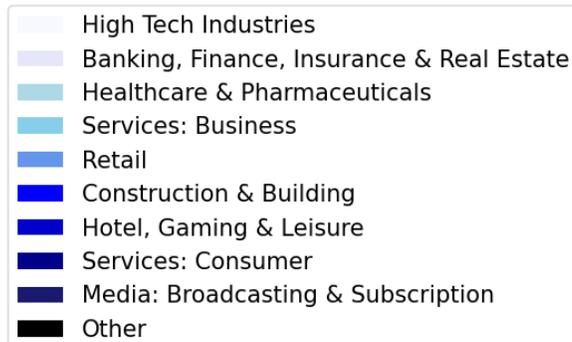 High Tech Industries
Banking, Finance, Insurance & Real Estate
Healthcare & Pharmaceuticals
Services: Business
Retail
Construction & Building
Hotel, Gaming & Leisure
Services: Consumer
Media: Broadcasting & Subscription
Other